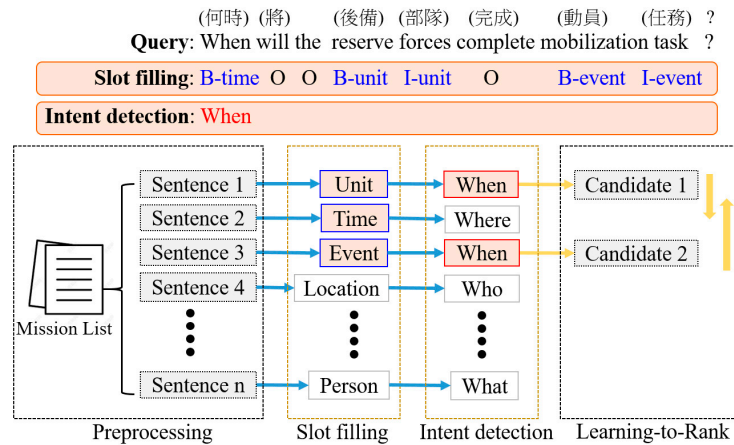 (何時) (將) (後備) (部隊) (完成) (動員) (任務) ?
Query: When will the reserve forces complete mobilization task ?
Slot filling: B-time O O B-unit I-unit O B-event I-event
Intent detection: When
Sentence 1 Unit When Candidate 1
Sentence 2 Time Where
Sentence 3 Event When Candidate 2
Sentence 4 Location Who
Mission List
Sentence n Person What
Preprocessing Slot filling Intent detection Learning-to-Rank